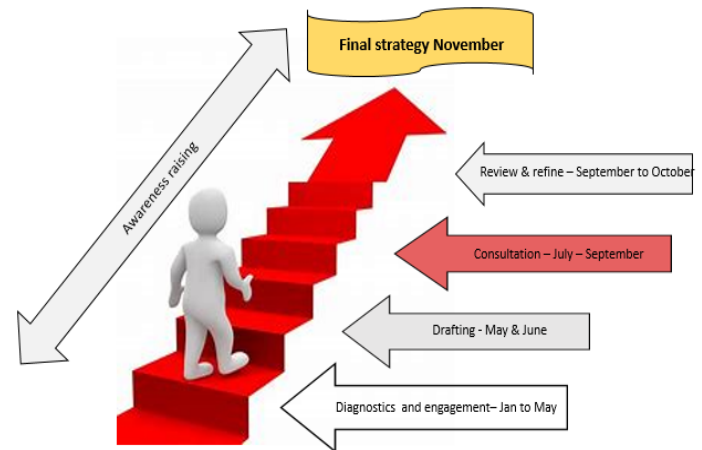 Final strategy November
Awareness raising
Review & refine – September to October
Consultation – July – September
Drafting - May & June
Diagnostics and engagement– Jan to May